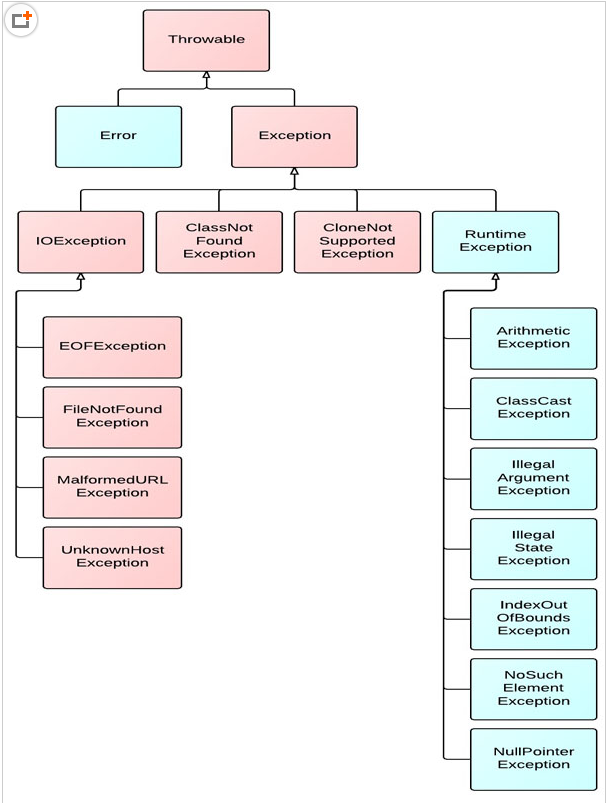 Throwable
Error
Exception
IOException
ClassNot
Found
Exception
CloneNot
Supported
Exception
Runtime
Exception
EOFException
FileNotFound
Exception
MalformedURL
Exception
UnknownHost
Exception
Arithmetic
Exception
ClassCast
Exception
Illegal
Argument
Exception
Illegal
State
Exception
IndexOut
OfBounds
Exception
NoSuch
Element
Exception
NullPointer
Exception